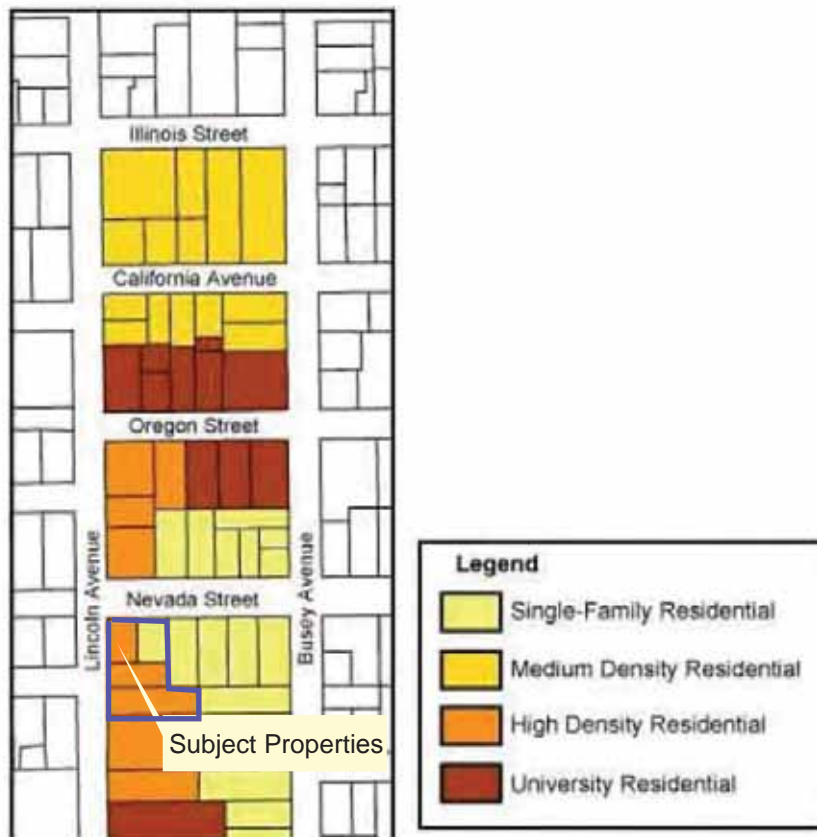 Illinois Street
California Avenue
Oregon Street
Lincoln Avenue
Busey Avenue
Nevada Street
Subject Properties
Legend
Single-Family Residential
Medium Density Residential
High Density Residential
University Residential